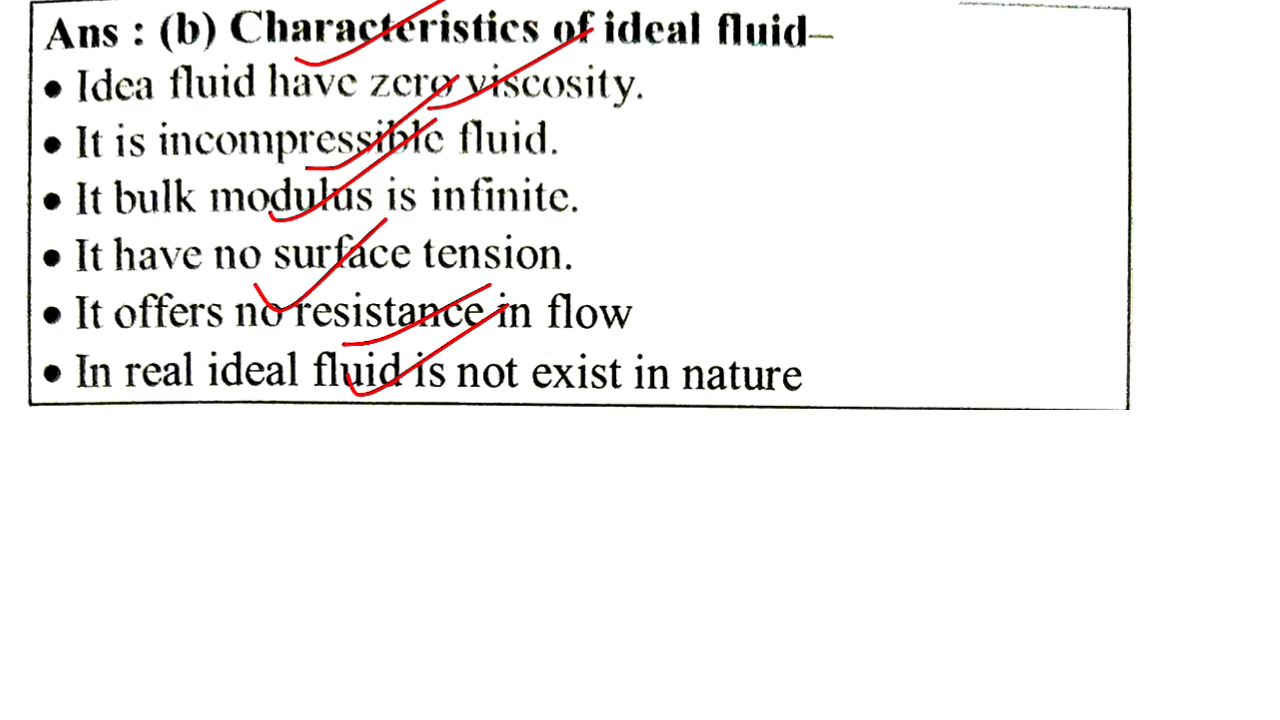 Ans : (b) Characteristics of ideal fluid–
• Idea fluid have zero viscosity.
• It is incompressible fluid.
• It bulk modulus is infinite.
• It have no surface tension.
• It offers no resistance in flow
• In real ideal fluid is not exist in nature